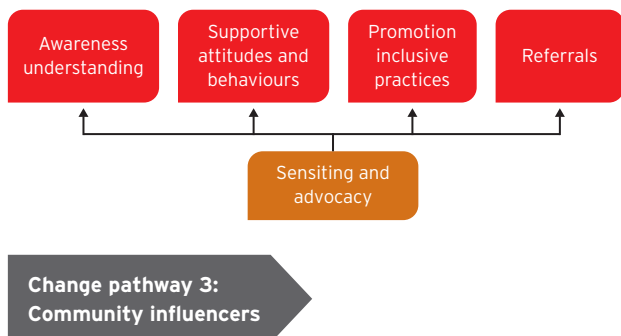 Awareness
understanding
Supportive
attitudes and
behaviours
Promotion
inclusive
practices
Referrals
Sensiting and
advocacy
Change pathway 3:
Community influencers